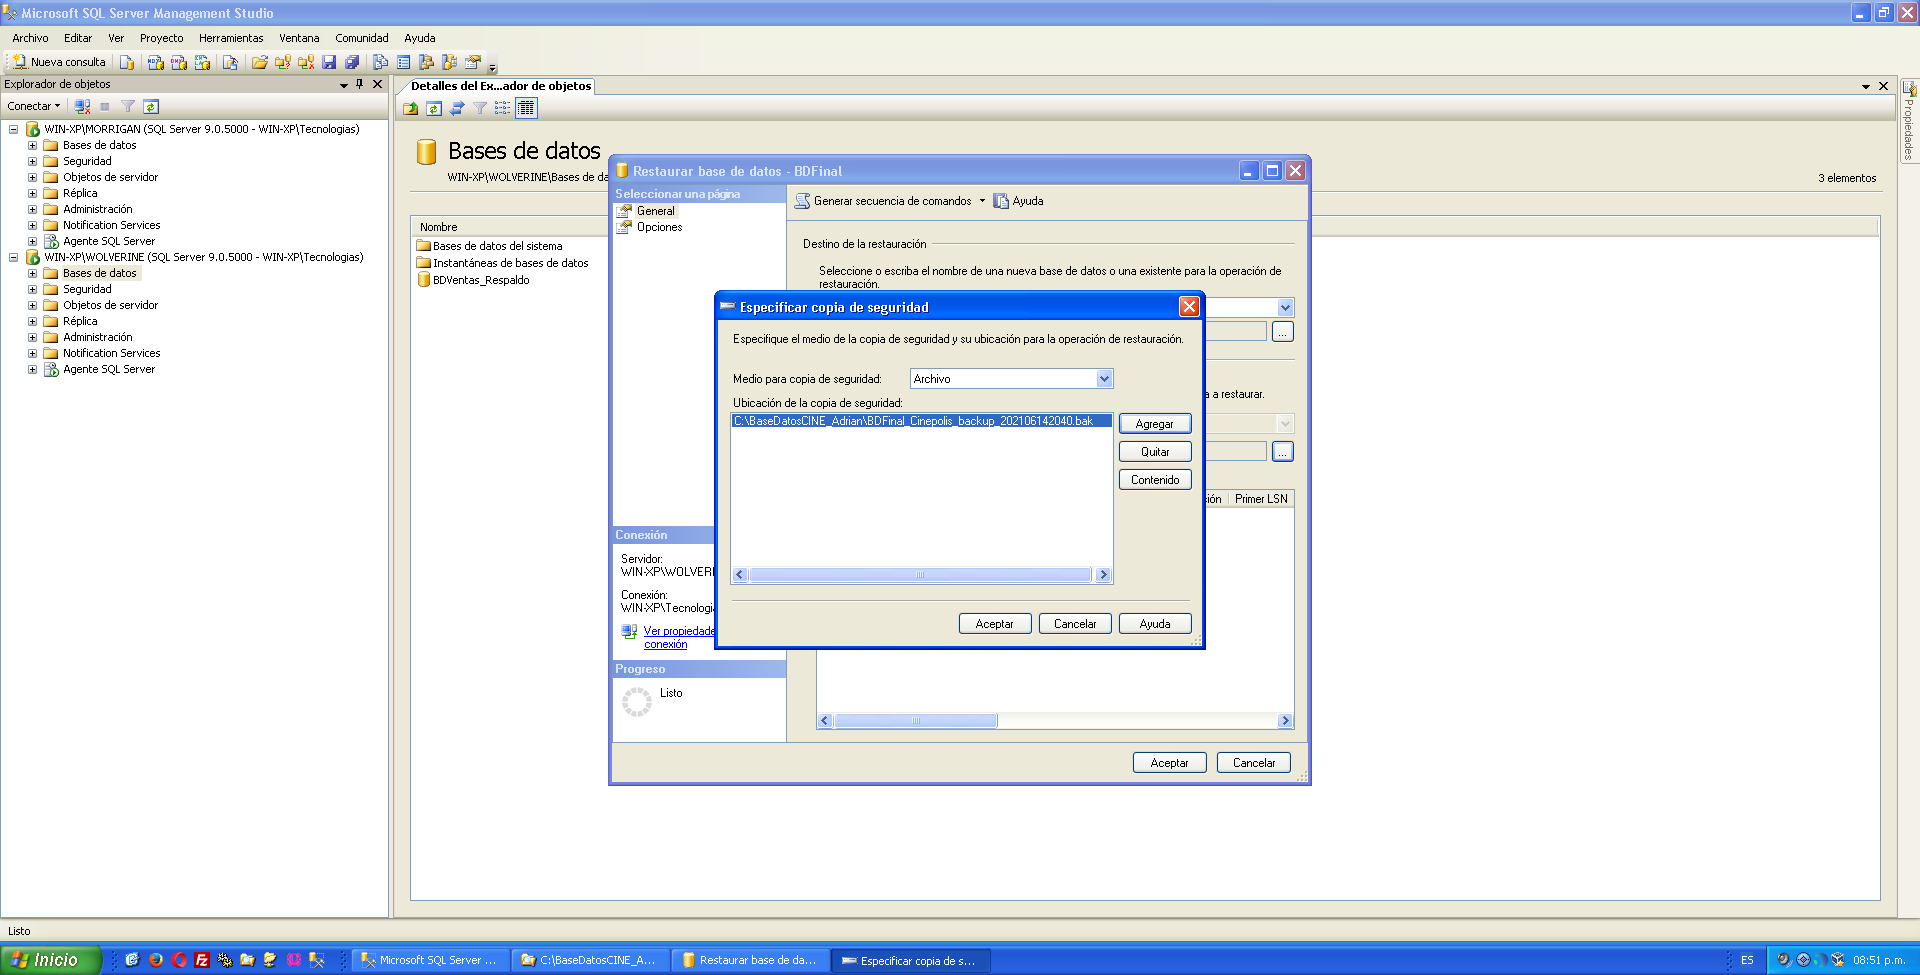 Microsoft SQL Server Management Studio
Archivo Editar Ver Proyecto Herramientas Ventana Comunidad Ayuda
Nueva consulta
Explorador de objetos
Conectar
WIN-XP\MORRIGAN (SQL Server 9.0.5000 - WIN-XP\Tecnologias)
Bases de datos
Seguridad
Objetos de servidor
Réplica
Administración
Notification Services
Agente SQL Server
WIN-XP\WOLVERINE (SQL Server 9.0.5000 - WIN-XP\Tecnologias)
Bases de datos
Seguridad
Objetos de servidor
Réplica
Administración
Notification Services
Agente SQL Server
Detalles del Ex...ador de objetos
Bases de datos
WIN-XP\WOLVERINE\Bases de da
3 elementos
Nombre
Bases de datos del sistema
Instantáneas de bases de datos
BDVentas_Respaldo
Propiedades
Restaurar base de datos - BDFinal
Seleccionar una página
General
Opciones
Generar secuencia de comandos Ayuda
Destino de la restauración
Seleccione o escriba el nombre de una nueva base de datos o una existente para la operación de
restauración.
...
a a restaurar.
...
ión Primer LSN
Conexión
Servidor:
WIN-XP\WOLVERI
Conexión:
WIN-XP\Tecnologi
Ver propiedade
conexión
Progreso
Listo
Aceptar Cancelar
Especificar copia de seguridad
Especifique el medio de la copia de seguridad y su ubicación para la operación de restauración.
Medio para copia de seguridad: Archivo
Ubicación de la copia de seguridad:
C:\BaseDatosCINE_Adrian\BDFinal_Cinepolis_backup_202106142040.bak
Agregar
Quitar
Contenido
Aceptar Cancelar Ayuda
Listo
Inicio Microsoft SQL Server ... C:\BaseDatosCINE_A... Restaurar base de da... Especificar copia de s... ES 08:51 p.m.